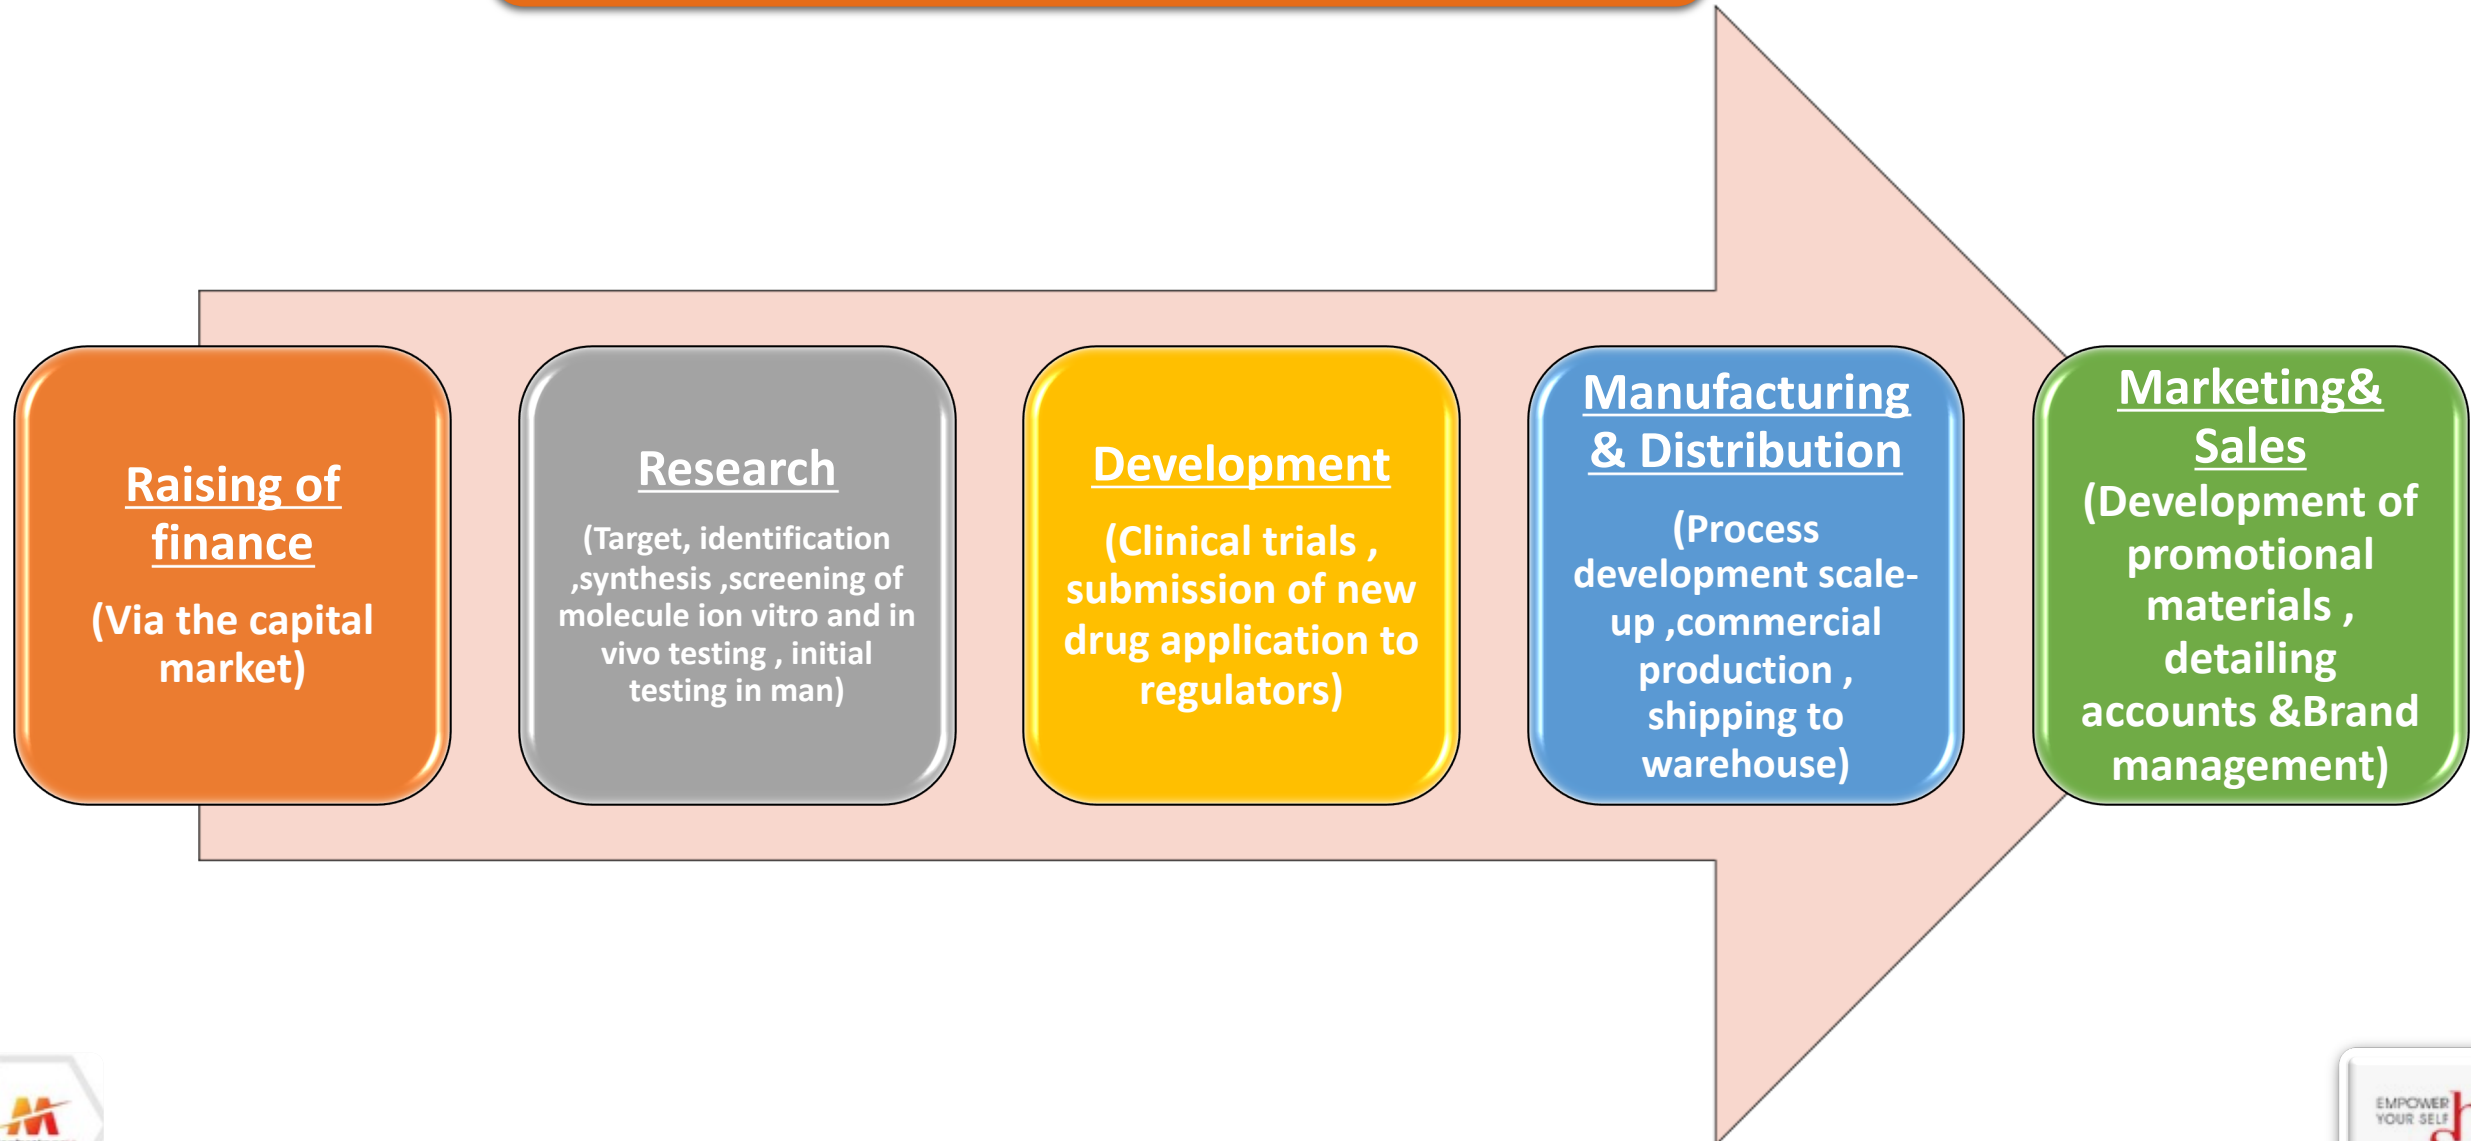 Raising of
finance
(Via the capital
market)
Research
(Target, identification
,synthesis ,screening of
molecule ion vitro and in
vivo testing , initial
testing in man)
Development
(Clinical trials ,
submission of new
drug application to
regulators)
Manufacturing
& Distribution
(Process
development scale-
up ,commercial
production ,
shipping to
warehouse)
Marketing&
Sales
(Development of
promotional
materials ,
detailing
accounts &Brand
management)
EMPOWER
YOUR SELF